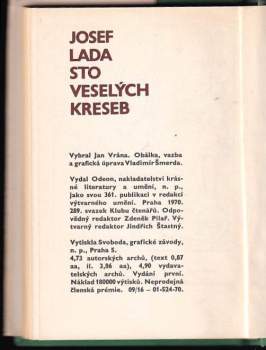 JOSEF
LADA
STO
VESELÝCH
KRESEB
Vybral Jan Vrána. Obálka, vazba
a grafická úprava Vladimír Šmerda.
Vydal Odeon, nakladatelství krás-
né literatury a umění, n. p.,
jako svou 361. publikaci v redakci
výtvarného umění. Praha 1970.
289. svazek Klubu čtenářů. Odpo-
vědný redaktor Zdeněk Pilař. Vý-
tvarný redaktor Jindřich Šťastný.
Vytiskla Svoboda, grafické závody,
n. p., Praha 5.
4,73 autorských archů, (text 0,87
aa, il. 3,86 aa), 4,90 vydava-
telských archů. Vydání první.
Náklad 180000 výtisků. Neprodejná
členská prémie. 09/16 — 01-524-70.